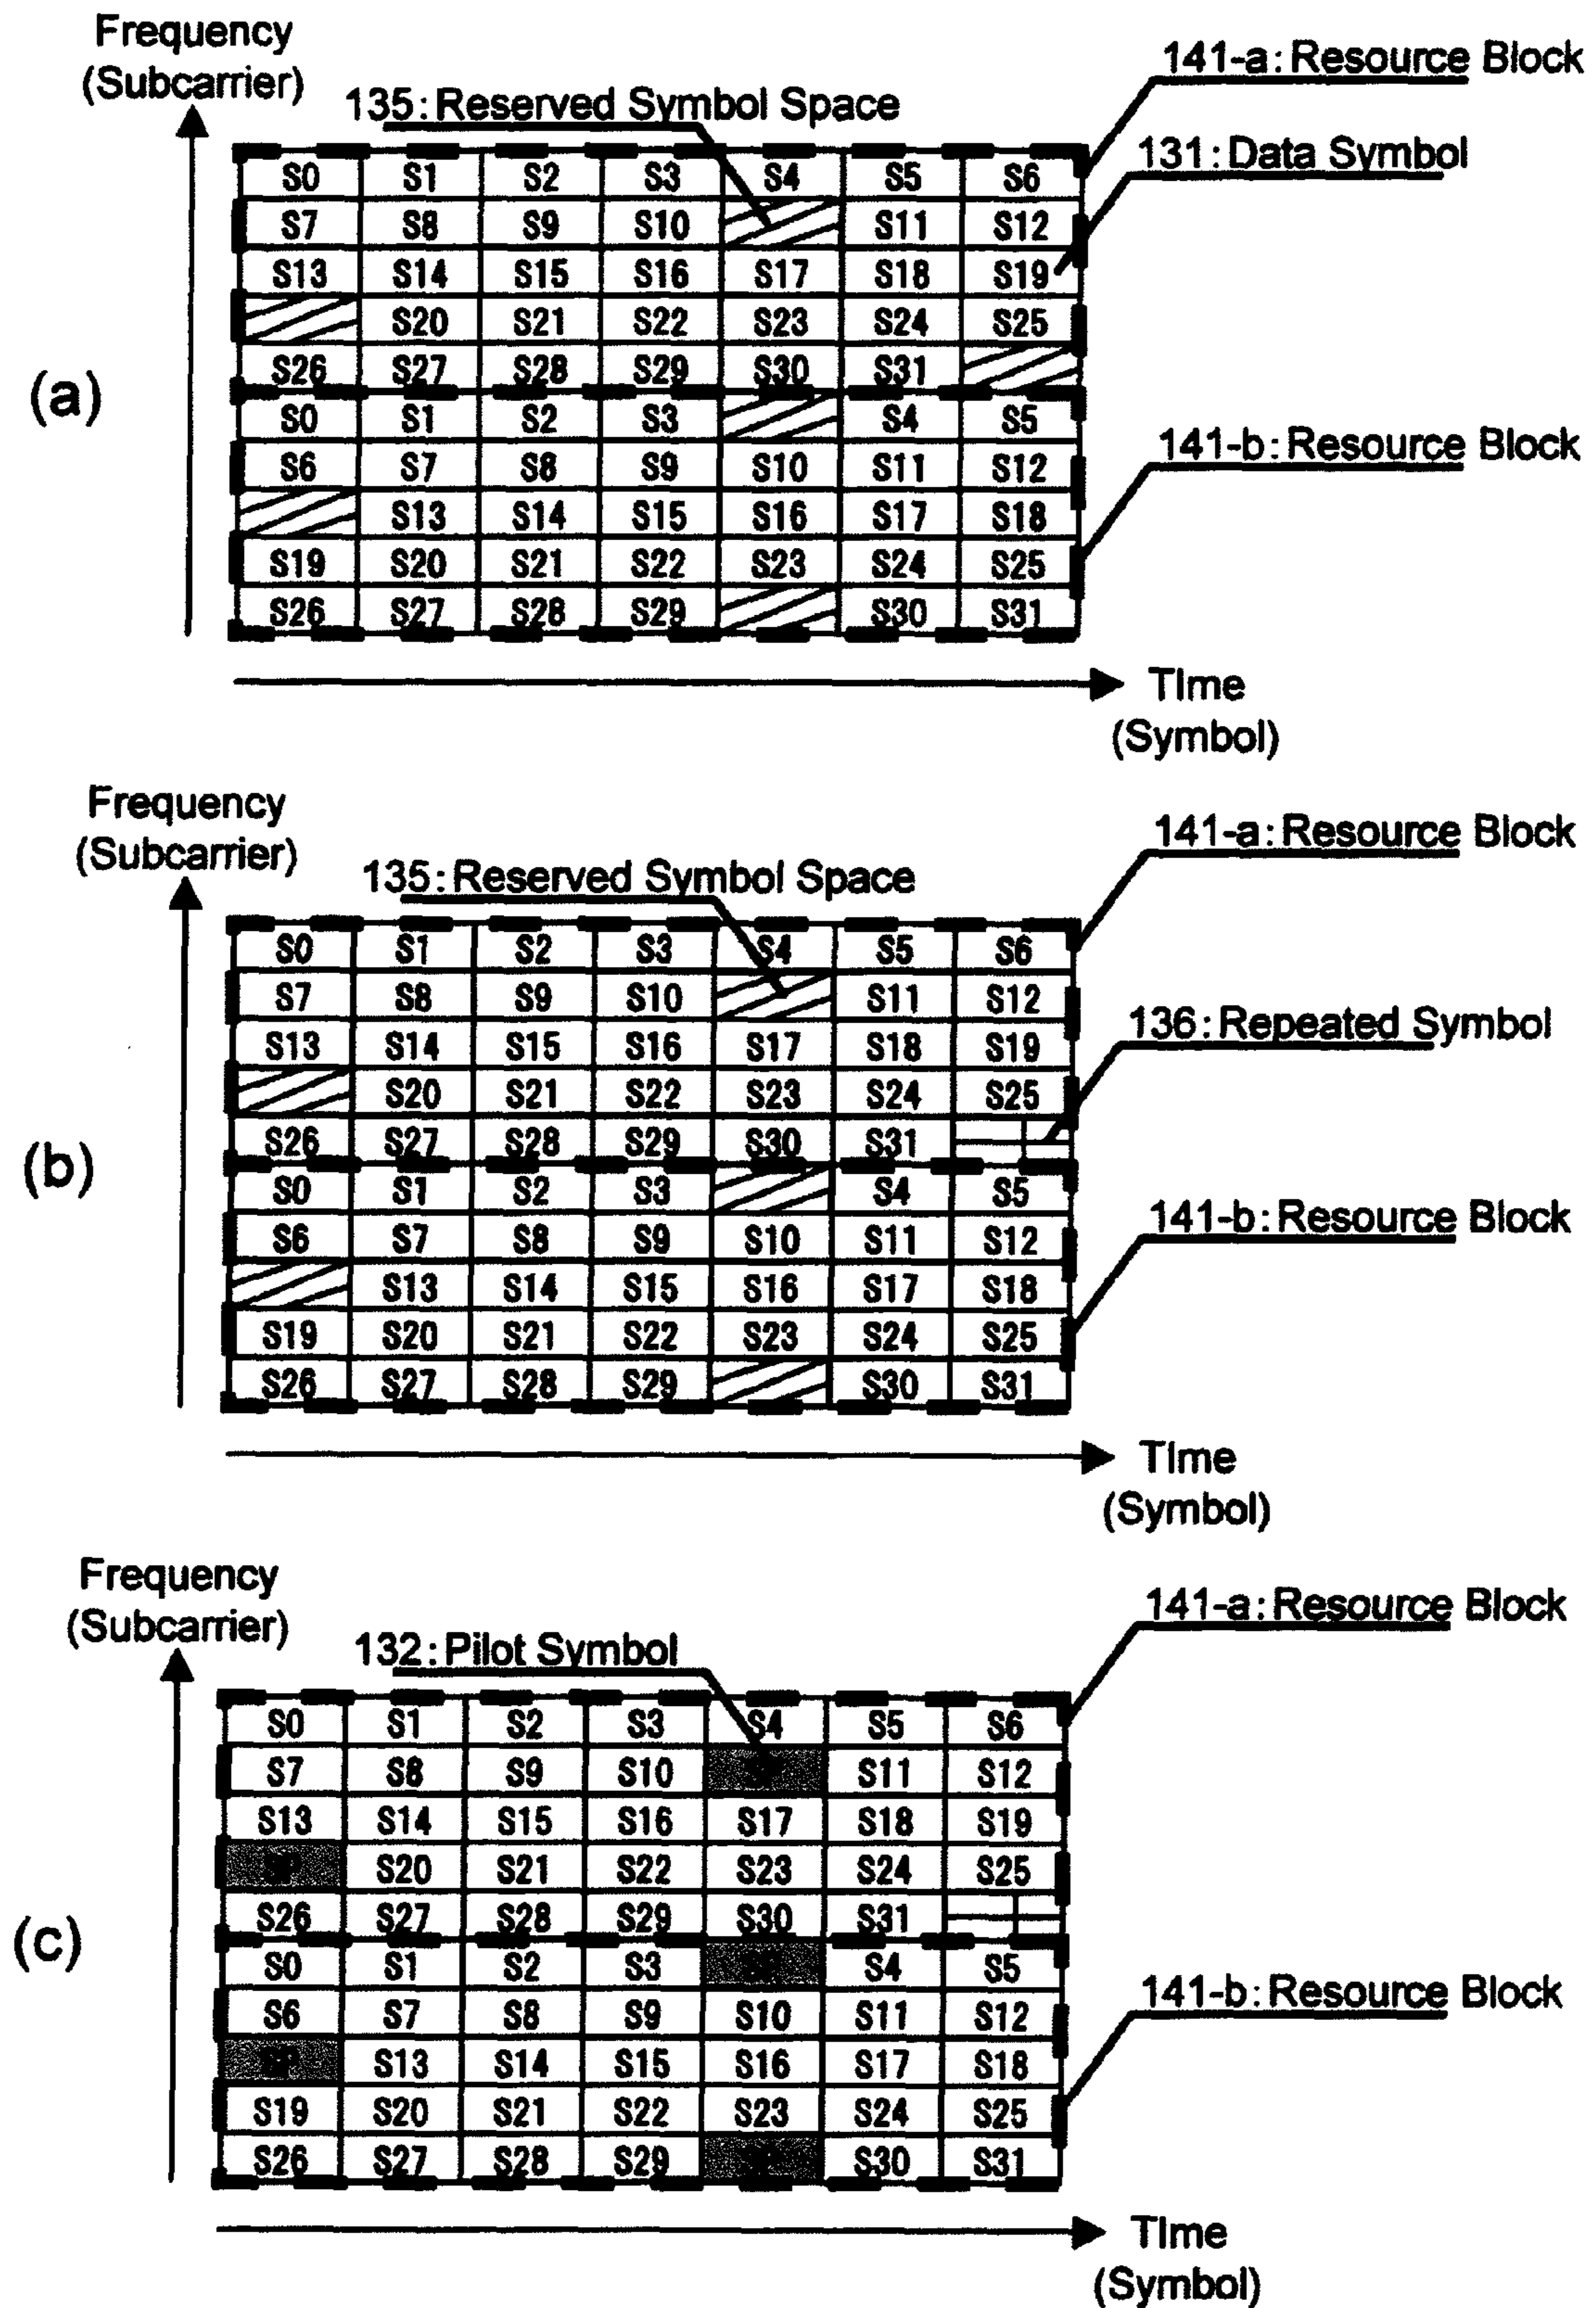 Frequency
(Subcarrier)
135:Reserved Symbol Space
141-a:Resource Block
131:Data Symbol
S0 S1 S2 S3 S4 S5 S6
S7 S8 S9 S10 S11 S12
S13 S14 S15 S16 S17 S18 S19
S20 S21 S22 S23 S24 S25
S26 S27 S28 S29 S30 S31
(a)
S0 S1 S2 S3 S4 S5
141-b:Resource Block
S6 S7 S8 S9 S10 S11 S12
S13 S14 S15 S16 S17 S18
S19 S20 S21 S22 S23 S24 S25
S26 S27 S28 S29 S30 S31
Time
(Symbol)
Frequency
(Subcarrier)
135:Reserved Symbol Space
141-a:Resource Block
S0 S1 S2 S3 S4 S5 S6
S7 S8 S9 S10 S11 S12
136:Repeated Symbol
S13 S14 S15 S16 S17 S18 S19
S20 S21 S22 S23 S24 S25
S26 S27 S28 S29 S30 S31
(b)
S0 S1 S2 S3 S4 S5
141-b:Resource Block
S6 S7 S8 S9 S10 S11 S12
S13 S14 S15 S16 S17 S18
S19 S20 S21 S22 S23 S24 S25
S26 S27 S28 S29 S30 S31
Time
(Symbol)
Frequency
(Subcarrier)
132:Pilot Symbol
141-a:Resource Block
S0 S1 S2 S3 S4 S5 S6
S7 S8 S9 S10 S11 S12
S13 S14 S15 S16 S17 S18 S19
SP S20 S21 S22 S23 S24 S25
S26 S27 S28 S29 S30 S31
(c)
S0 S1 S2 S3 SP S4 S5
141-b:Resource Block
S6 S7 S8 S9 S10 S11 S12
SP S13 S14 S15 S16 S17 S18
S19 S20 S21 S22 S23 S24 S25
S26 S27 S28 S29 S30 S31
Time
(Symbol)